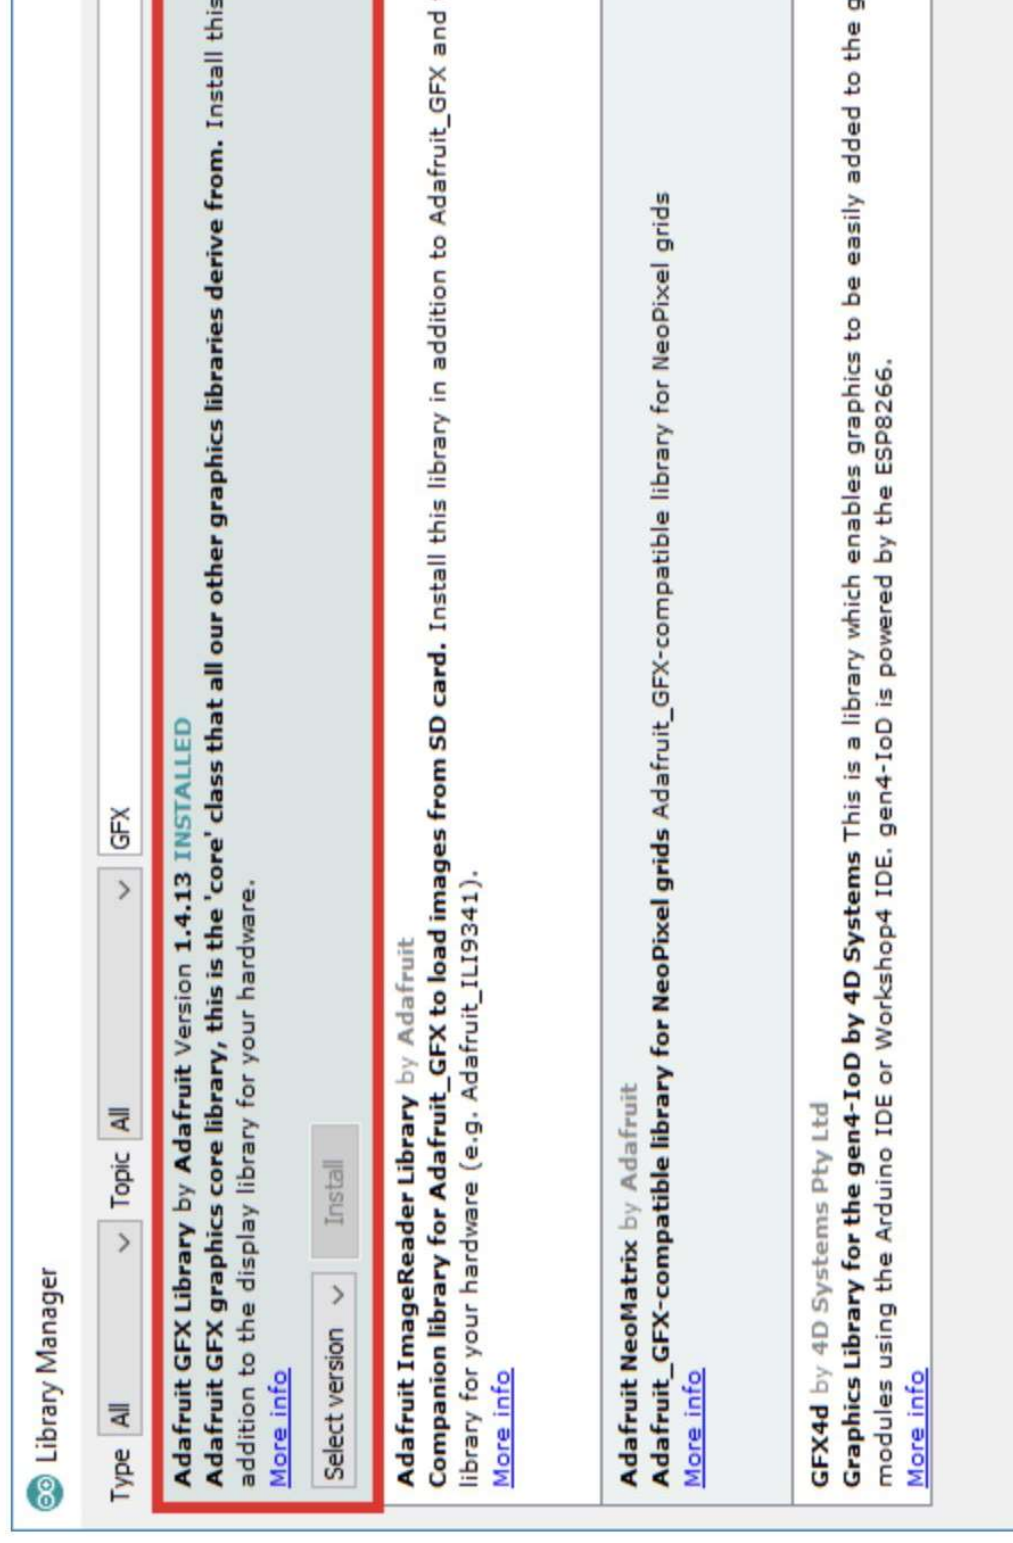 Library Manager
Type All Topic All GFX
Adafruit GFX Library by Adafruit Version 1.4.13 INSTALLED
Adafruit GFX graphics core library, this is the 'core' class that all our other graphics libraries derive from. Install this
addition to the display library for your hardware.
More info
Select version Install
Adafruit ImageReader Library by Adafruit
Companion library for Adafruit_GFX to load images from SD card. Install this library in addition to Adafruit_GFX and
library for your hardware (e.g. Adafruit_ILI9341).
More info
Adafruit NeoMatrix by Adafruit
Adafruit_GFX-compatible library for NeoPixel grids Adafruit_GFX-compatible library for NeoPixel grids
More info
GFX4d by 4D Systems Pty Ltd
Graphics Library for the gen4-IoD by 4D Systems This is a library which enables graphics to be easily added to the
modules using the Arduino IDE or Workshop4 IDE. gen4-IoD is powered by the ESP8266.
More info